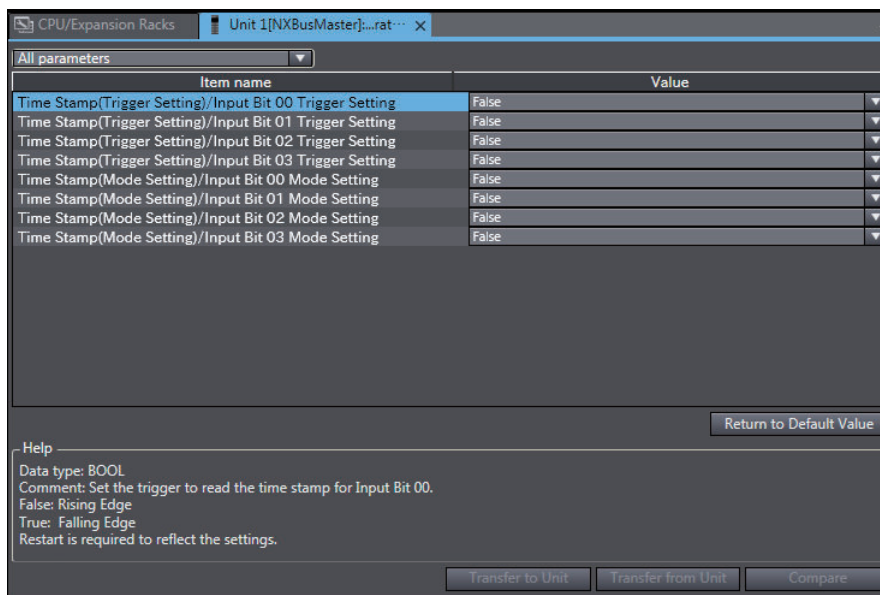 CPU/Expansion Racks
Unit 1[NXBusMaster]:...rat···
All parameters
Item name Value
Time Stamp(Trigger Setting)/Input Bit 00 Trigger Setting False
Time Stamp(Trigger Setting)/Input Bit 01 Trigger Setting False
Time Stamp(Trigger Setting)/Input Bit 02 Trigger Setting False
Time Stamp(Trigger Setting)/Input Bit 03 Trigger Setting False
Time Stamp(Mode Setting)/Input Bit 00 Mode Setting False
Time Stamp(Mode Setting)/Input Bit 01 Mode Setting False
Time Stamp(Mode Setting)/Input Bit 02 Mode Setting False
Time Stamp(Mode Setting)/Input Bit 03 Mode Setting False
Return to Default Value
Help
Data type: BOOL
Comment: Set the trigger to read the time stamp for Input Bit 00.
False: Rising Edge
True: Falling Edge
Restart is required to reflect the settings.
Transfer to Unit Transfer from Unit Compare